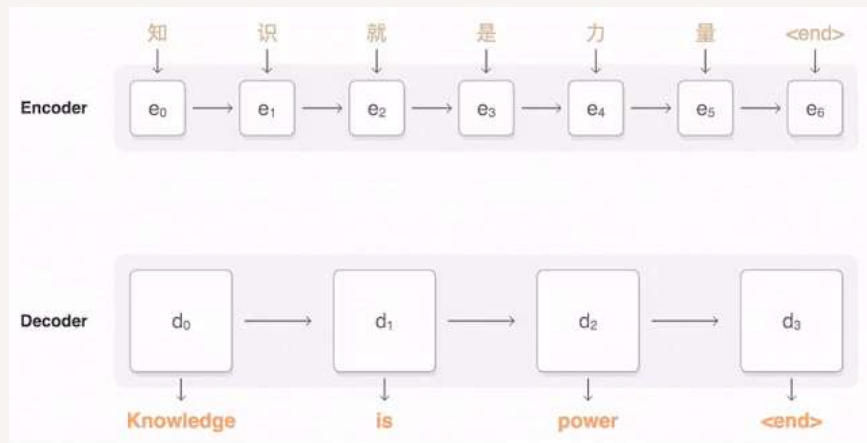 知 识 就 是 力 量 <end>
Encoder e₀ e₁ e₂ e₃ e₄ e₅ e₆
Decoder d₀ d₁ d₂ d₃
Knowledge is power <end>